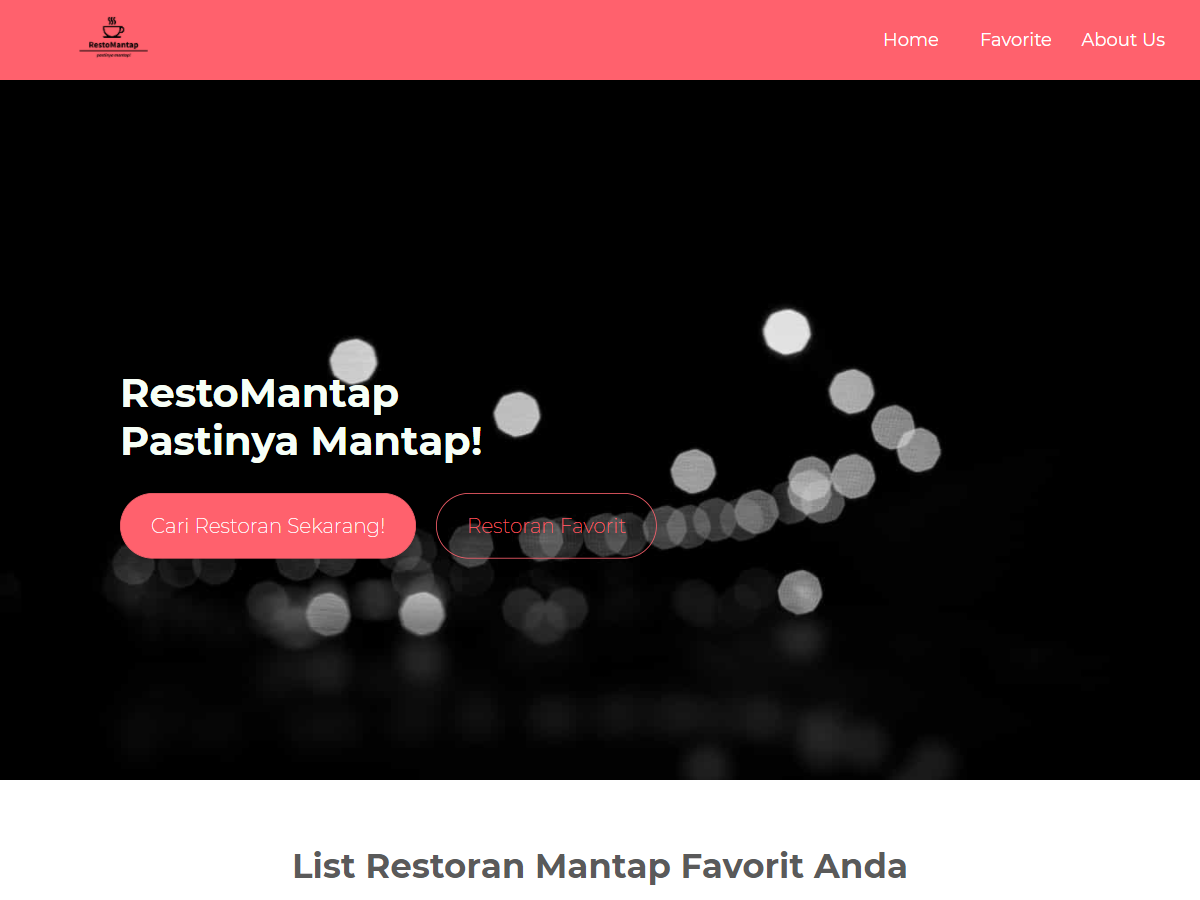 RestoMantap
pastinya mantap!
Home
Favorite
About Us
RestoMantap
Pastinya Mantap!
Cari Restoran Sekarang!
Restoran Favorit
List Restoran Mantap Favorit Anda